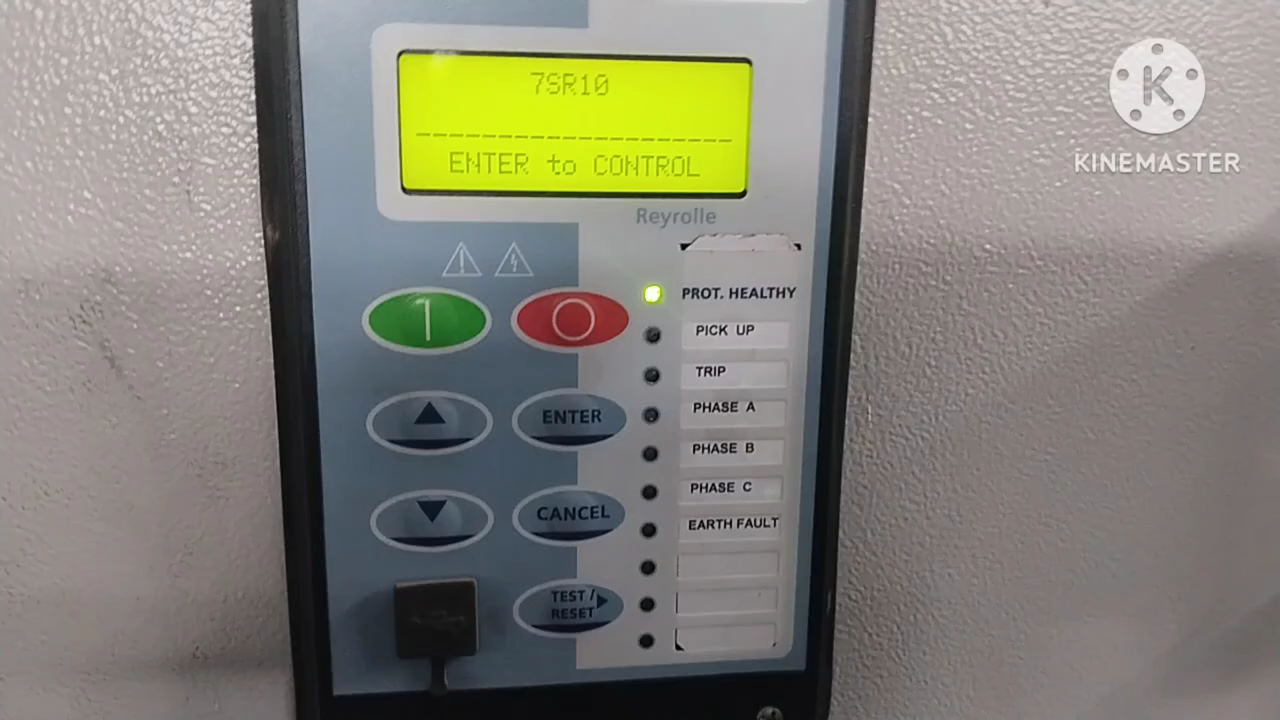 7SR10
ENTER to CONTROL
Reyrolle
PROT. HEALTHY
PICK UP
TRIP
PHASE A
PHASE B
PHASE C
EARTH FAULT
ENTER
CANCEL
TEST /
RESET
K
KINEMASTER